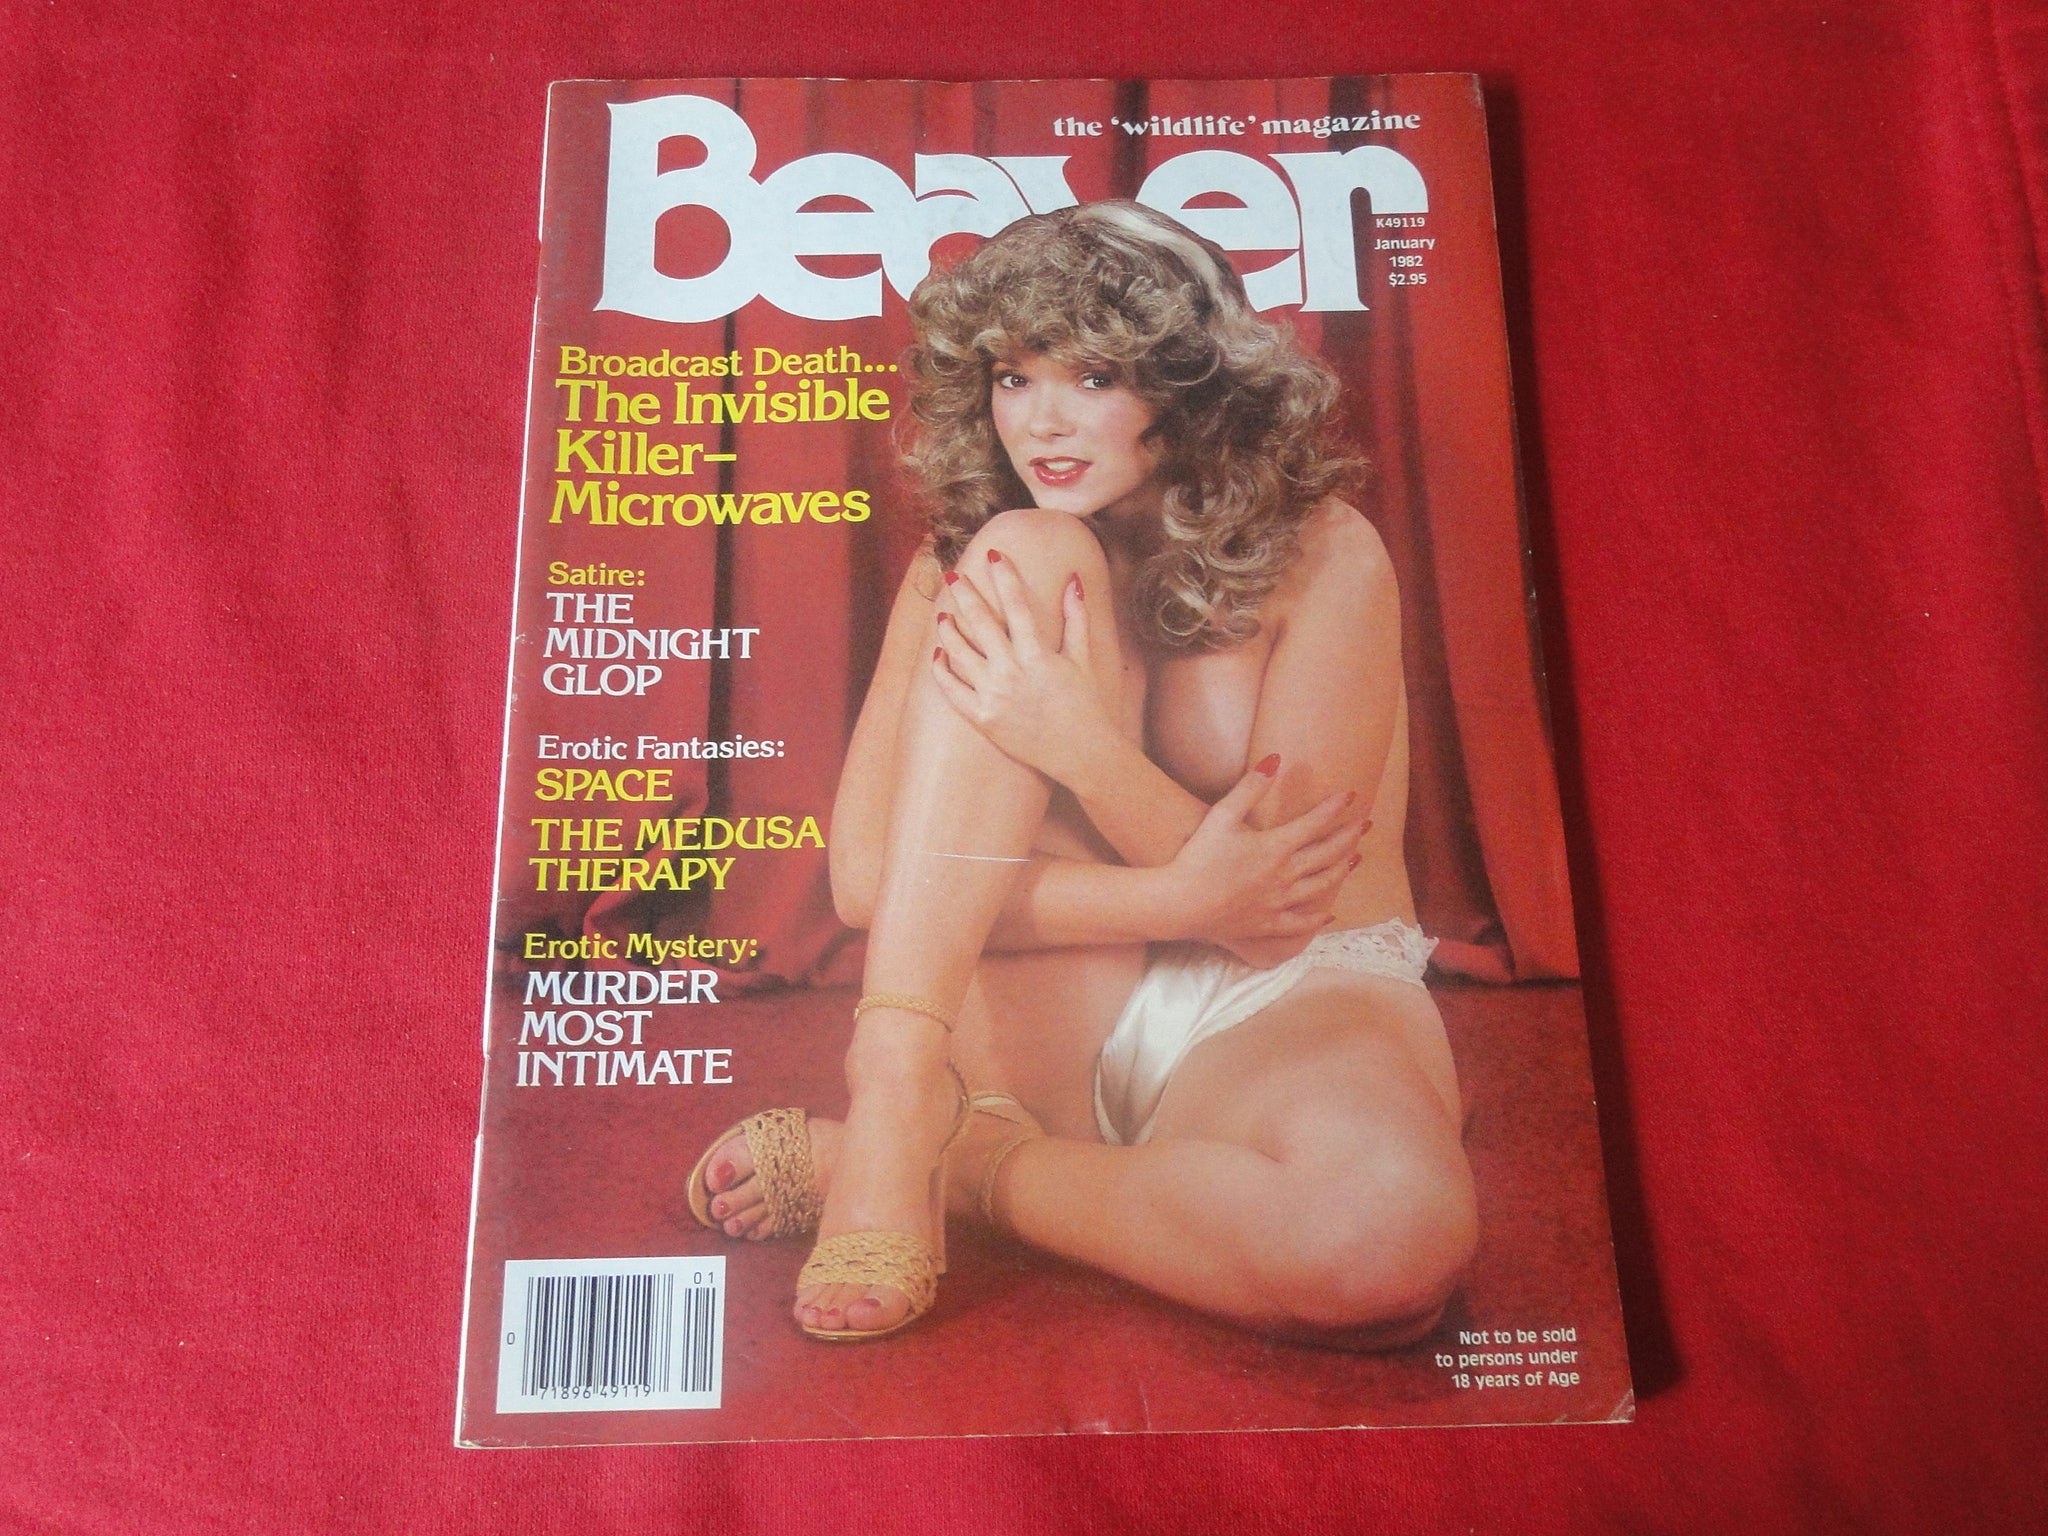 the 'wildlife' magazine
Beaver
K49119
January
1982
$2.95
Broadcast Death...
The Invisible
Killer–
Microwaves
Satire:
THE
MIDNIGHT
GLOP
Erotic Fantasies:
SPACE
THE MEDUSA
THERAPY
Erotic Mystery:
MURDER
MOST
INTIMATE
01
0
71896 49119
Not to be sold
to persons under
18 years of Age